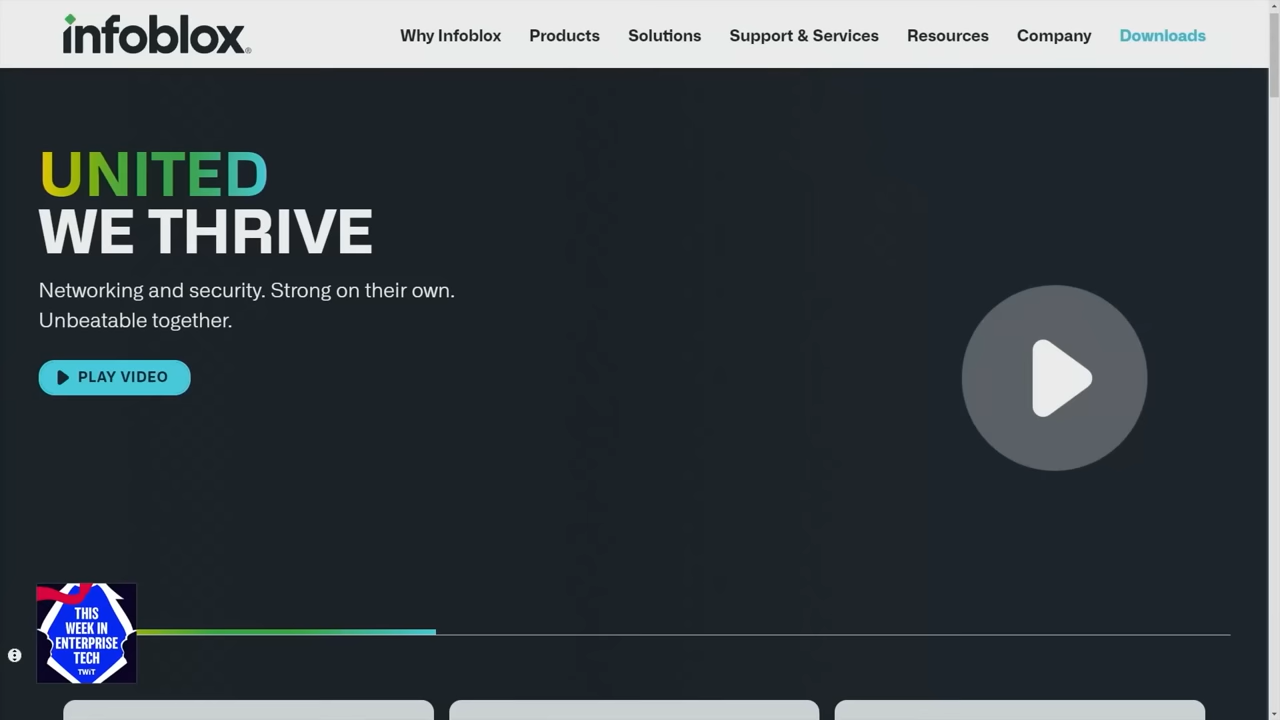 infoblox®
Why Infoblox Products Solutions Support & Services Resources Company Downloads
UNITED
WE THRIVE
Networking and security. Strong on their own.
Unbeatable together.
PLAY VIDEO
THIS
WEEK IN
ENTERPRISE
TECH
TWiT